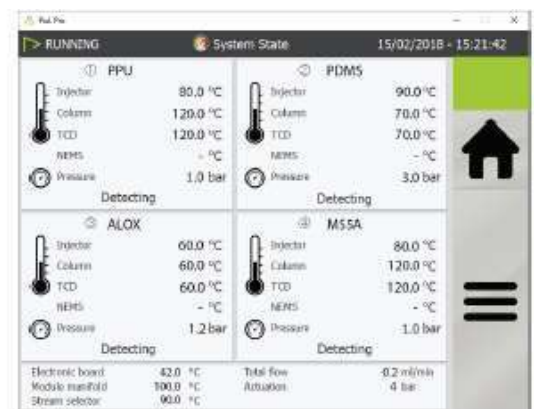 RUNNING System State 15/02/2018 - 15:21:42
① PPU
Injector 80.0 °C
Column 120.0 °C
TCD 120.0 °C
NEMS - °C
Pressure 1.0 bar
Detecting
② PDMS
Injector 90.0 °C
Column 70.0 °C
TCD 70.0 °C
NEMS - °C
Pressure 3.0 bar
Detecting
③ ALOX
Injector 60.0 °C
Column 60.0 °C
TCD 60.0 °C
NEMS - °C
Pressure 1.2 bar
Detecting
④ MS5A
Injector 80.0 °C
Column 120.0 °C
TCD 120.0 °C
NEMS - °C
Pressure 1.0 bar
Detecting
Electronic board 42.0 °C
Module manifold 100.0 °C
Stream selector 90.0 °C
Total flow 0.2 ml/min
Actuation 4 bar